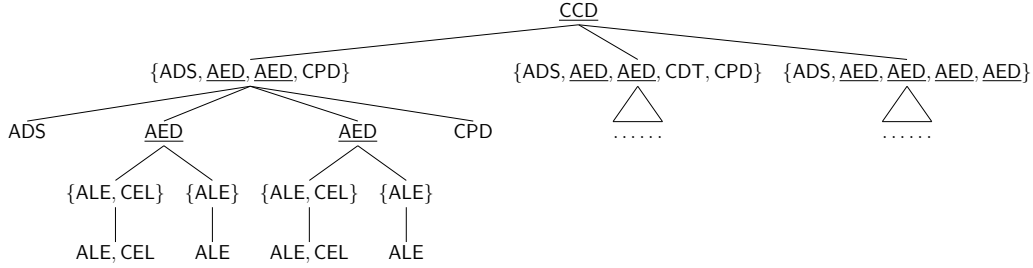 CCD
{ADS, AED, AED, CPD} {ADS, AED, AED, CDT, CPD} {ADS, AED, AED, AED, AED}
ADS AED AED CPD ...... ......
{ALE, CEL} {ALE} {ALE, CEL} {ALE}
ALE, CEL ALE ALE, CEL ALE